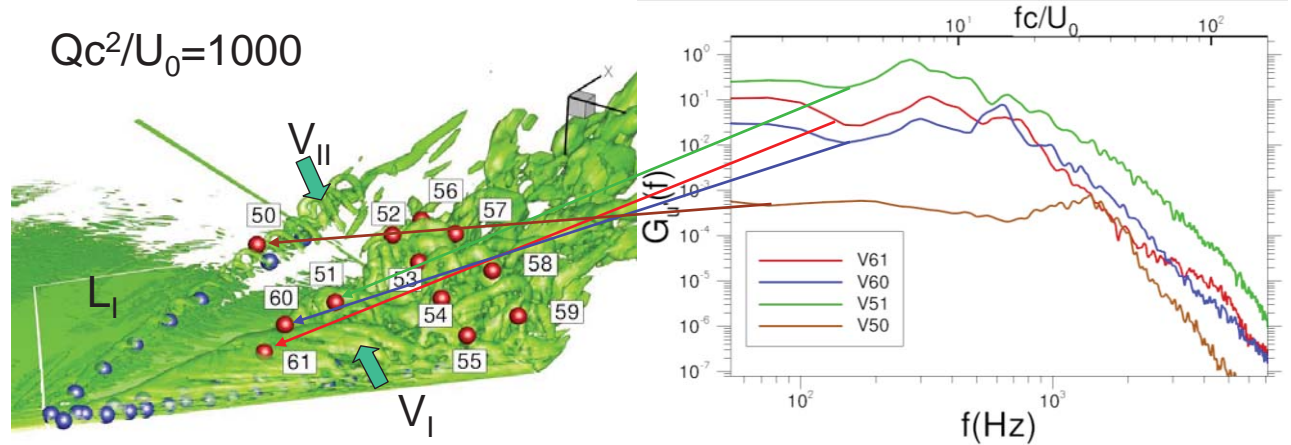 Qc²/U₀=1000
X
V_II
50
52
56
57
51
53
58
60
54
59
61
55
L_I
V_I
fc/U₀
10¹
10²
10⁰
10⁻¹
10⁻²
10⁻³
10⁻⁴
10⁻⁵
10⁻⁶
10⁻⁷
G_u'(f)
V61
V60
V51
V50
10²
10³
f(Hz)